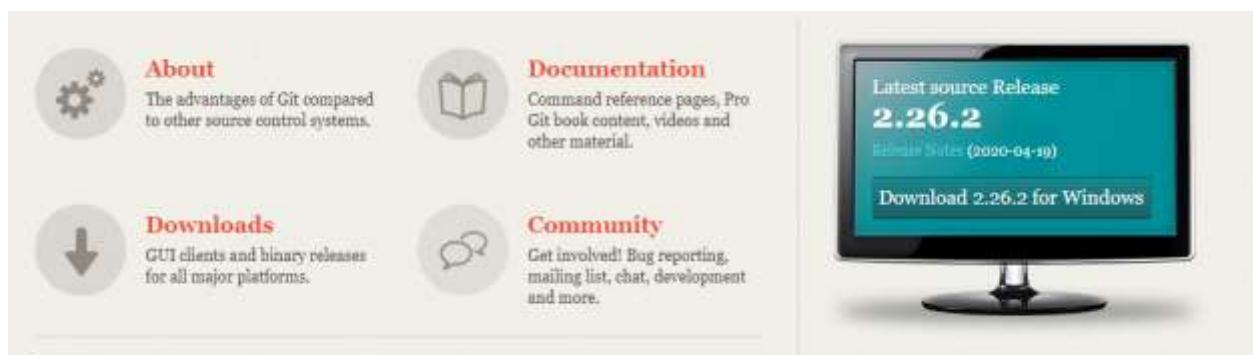 About
The advantages of Git compared
to other source control systems.
Documentation
Command reference pages, Pro
Git book content, videos and
other material.
Downloads
GUI clients and binary releases
for all major platforms.
Community
Get involved! Bug reporting,
mailing list, chat, development
and more.
Latest source Release
2.26.2
Release Notes (2020-04-19)
Download 2.26.2 for Windows